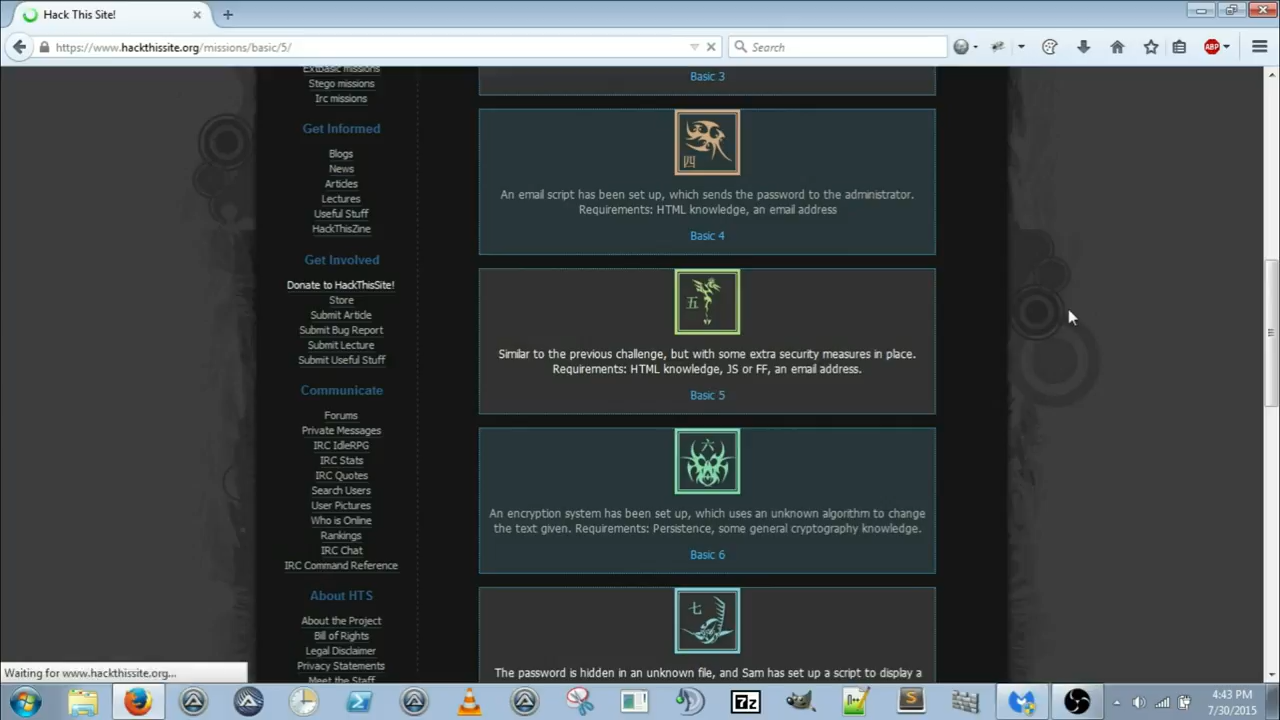 Hack This Site!
https://www.hackthissite.org/missions/basic/5/
Search
ABP
Extbasic missions
Stego missions
Irc missions
Get Informed
Blogs
News
Articles
Lectures
Useful Stuff
HackThisZine
Get Involved
Donate to HackThisSite!
Store
Submit Article
Submit Bug Report
Submit Lecture
Submit Useful Stuff
Communicate
Forums
Private Messages
IRC IdleRPG
IRC Stats
IRC Quotes
Search Users
User Pictures
Who is Online
Rankings
IRC Chat
IRC Command Reference
About HTS
About the Project
Bill of Rights
Legal Disclaimer
Privacy Statements
Meet the Staff
Basic 3
四
An email script has been set up, which sends the password to the administrator.
Requirements: HTML knowledge, an email address
Basic 4
五
Similar to the previous challenge, but with some extra security measures in place.
Requirements: HTML knowledge, JS or FF, an email address.
Basic 5
六
An encryption system has been set up, which uses an unknown algorithm to change
the text given. Requirements: Persistence, some general cryptography knowledge.
Basic 6
七
The password is hidden in an unknown file, and Sam has set up a script to display a
Waiting for www.hackthissite.org...
7z
S
4:43 PM
7/30/2015